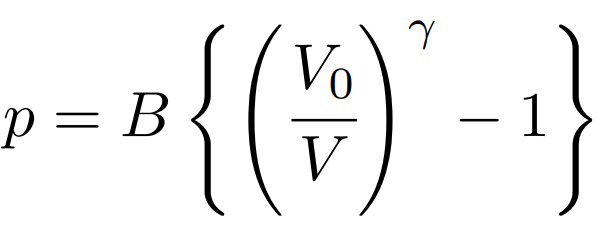 p = B { ( V₀ / V )^γ − 1 }